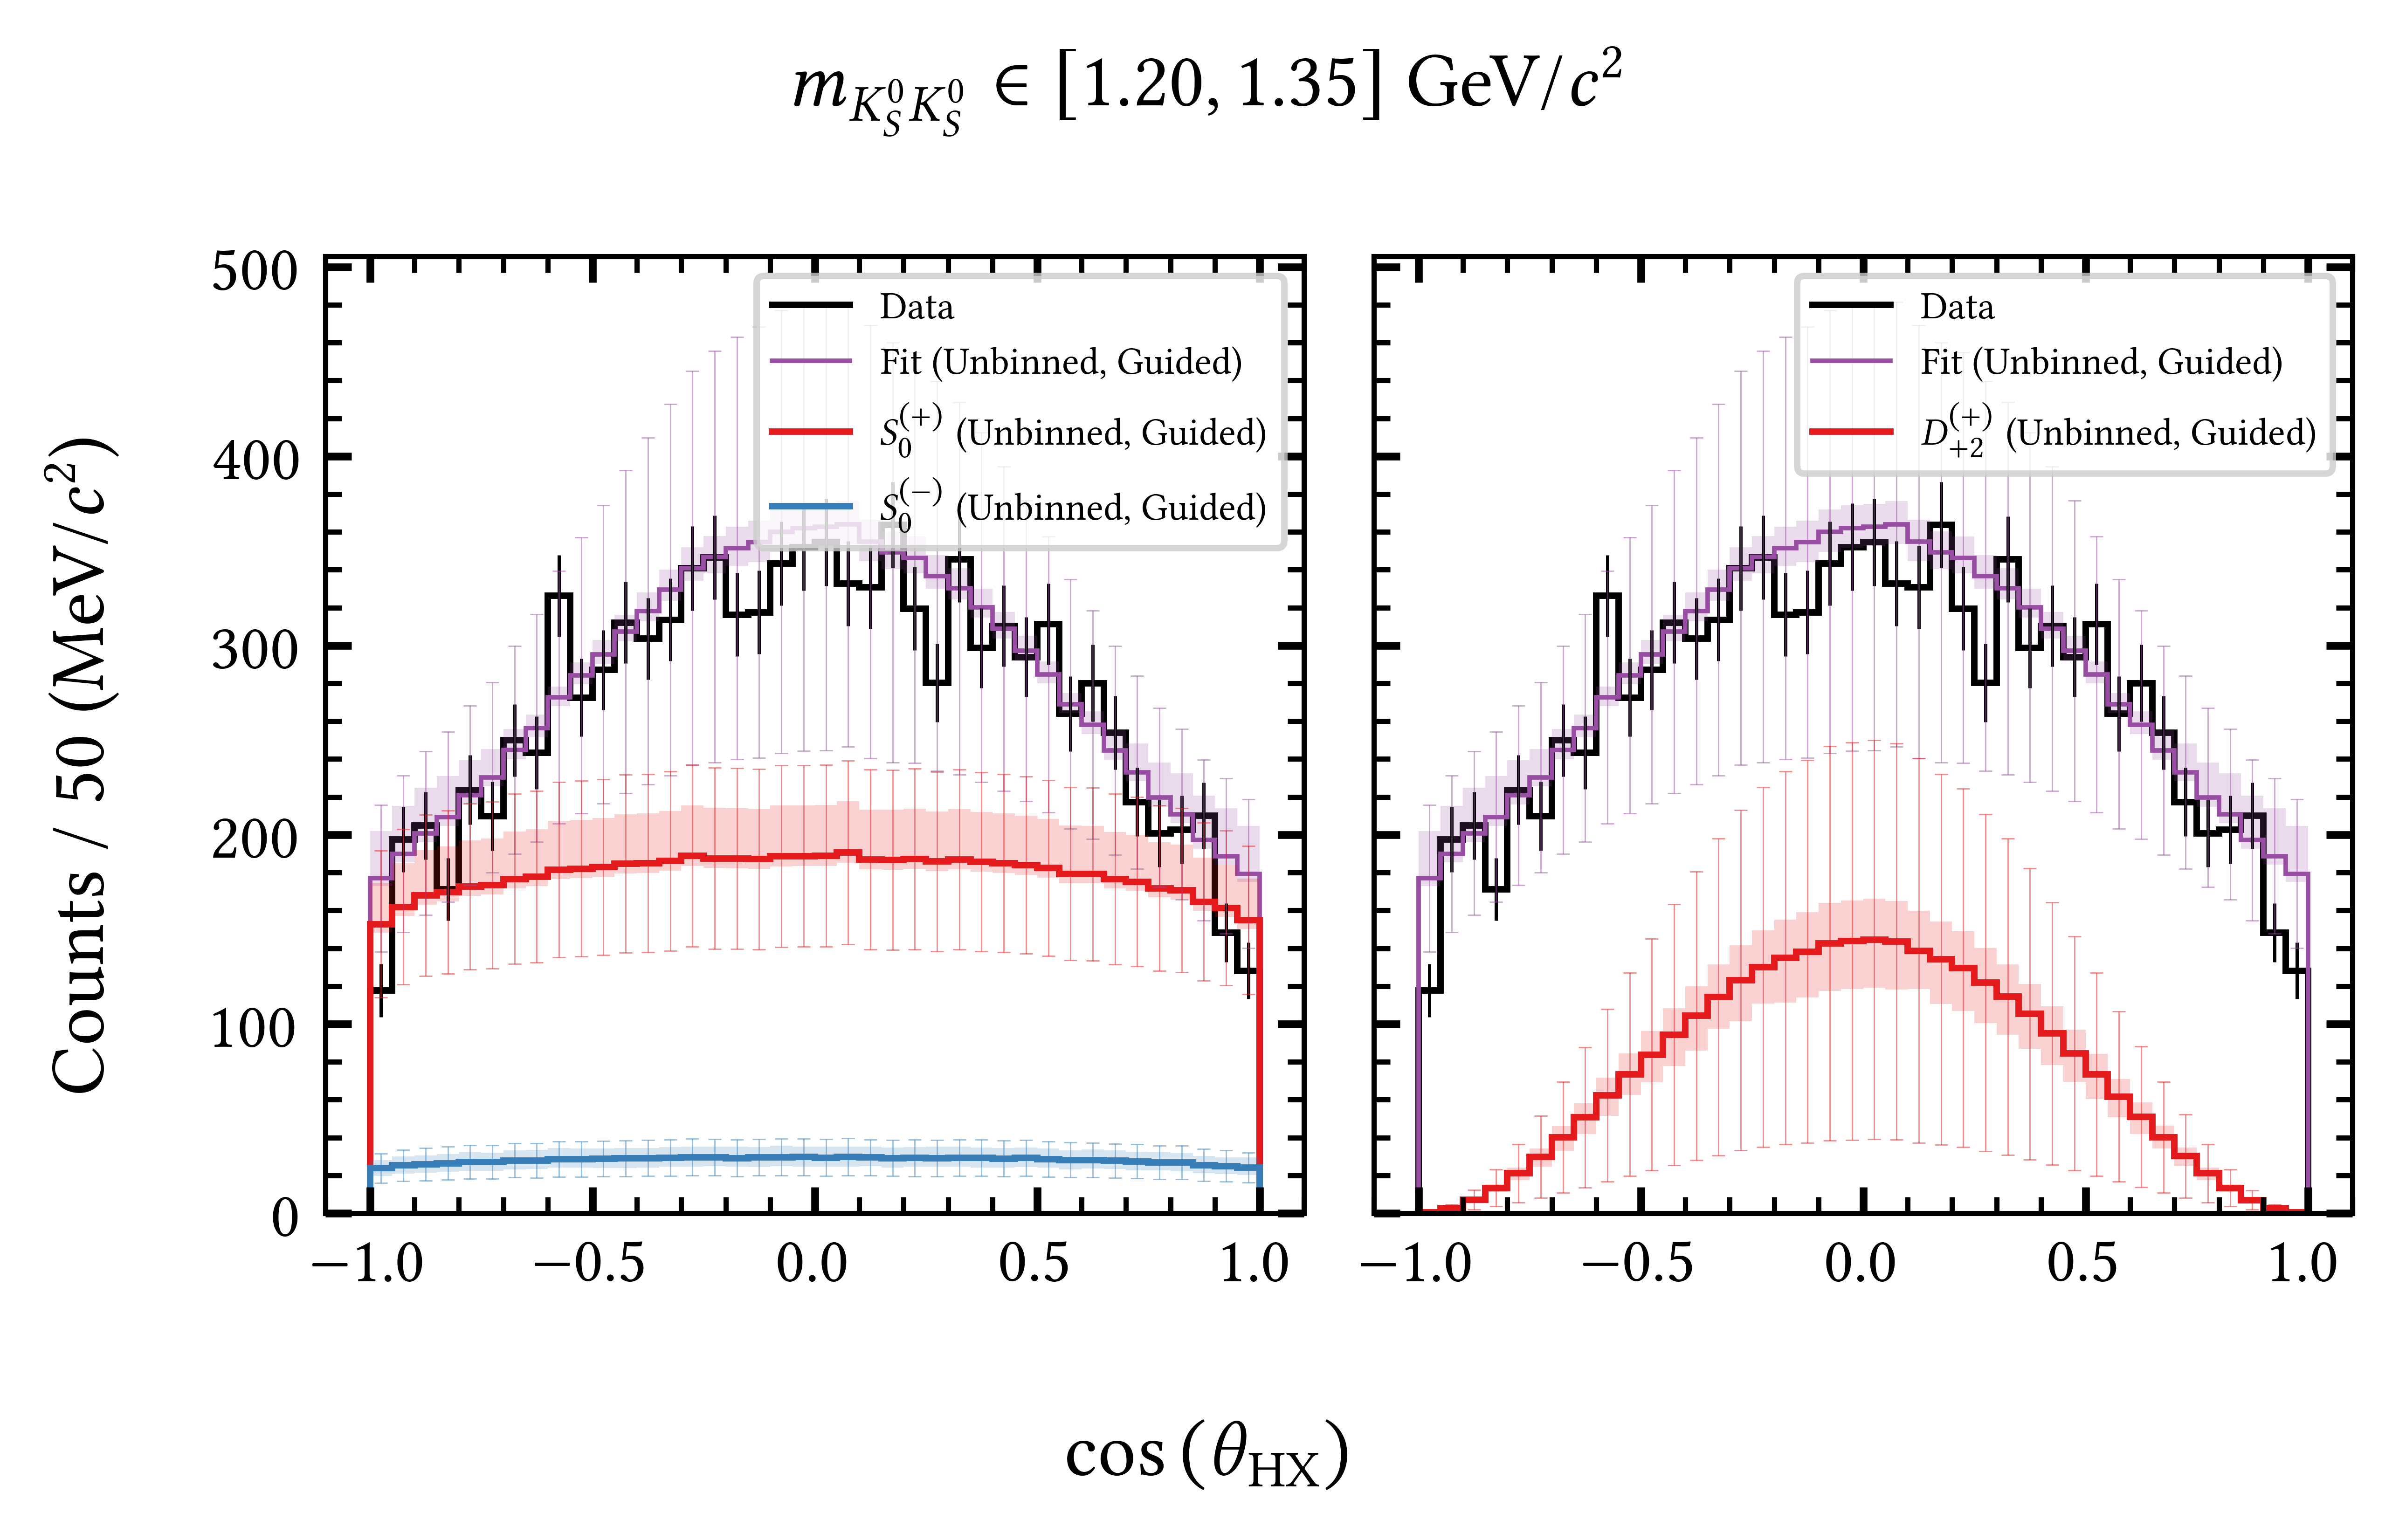 m_{K_S^0 K_S^0} ∈ [1.20, 1.35] GeV/c²
Counts / 50 (MeV/c²)
500
400
300
200
100
0
Data
Fit (Unbinned, Guided)
S_0^{(+)} (Unbinned, Guided)
S_0^{(−)} (Unbinned, Guided)
−1.0 −0.5 0.0 0.5 1.0
Data
Fit (Unbinned, Guided)
D_{+2}^{(+)} (Unbinned, Guided)
−1.0 −0.5 0.0 0.5 1.0
cos (θ_{HX})